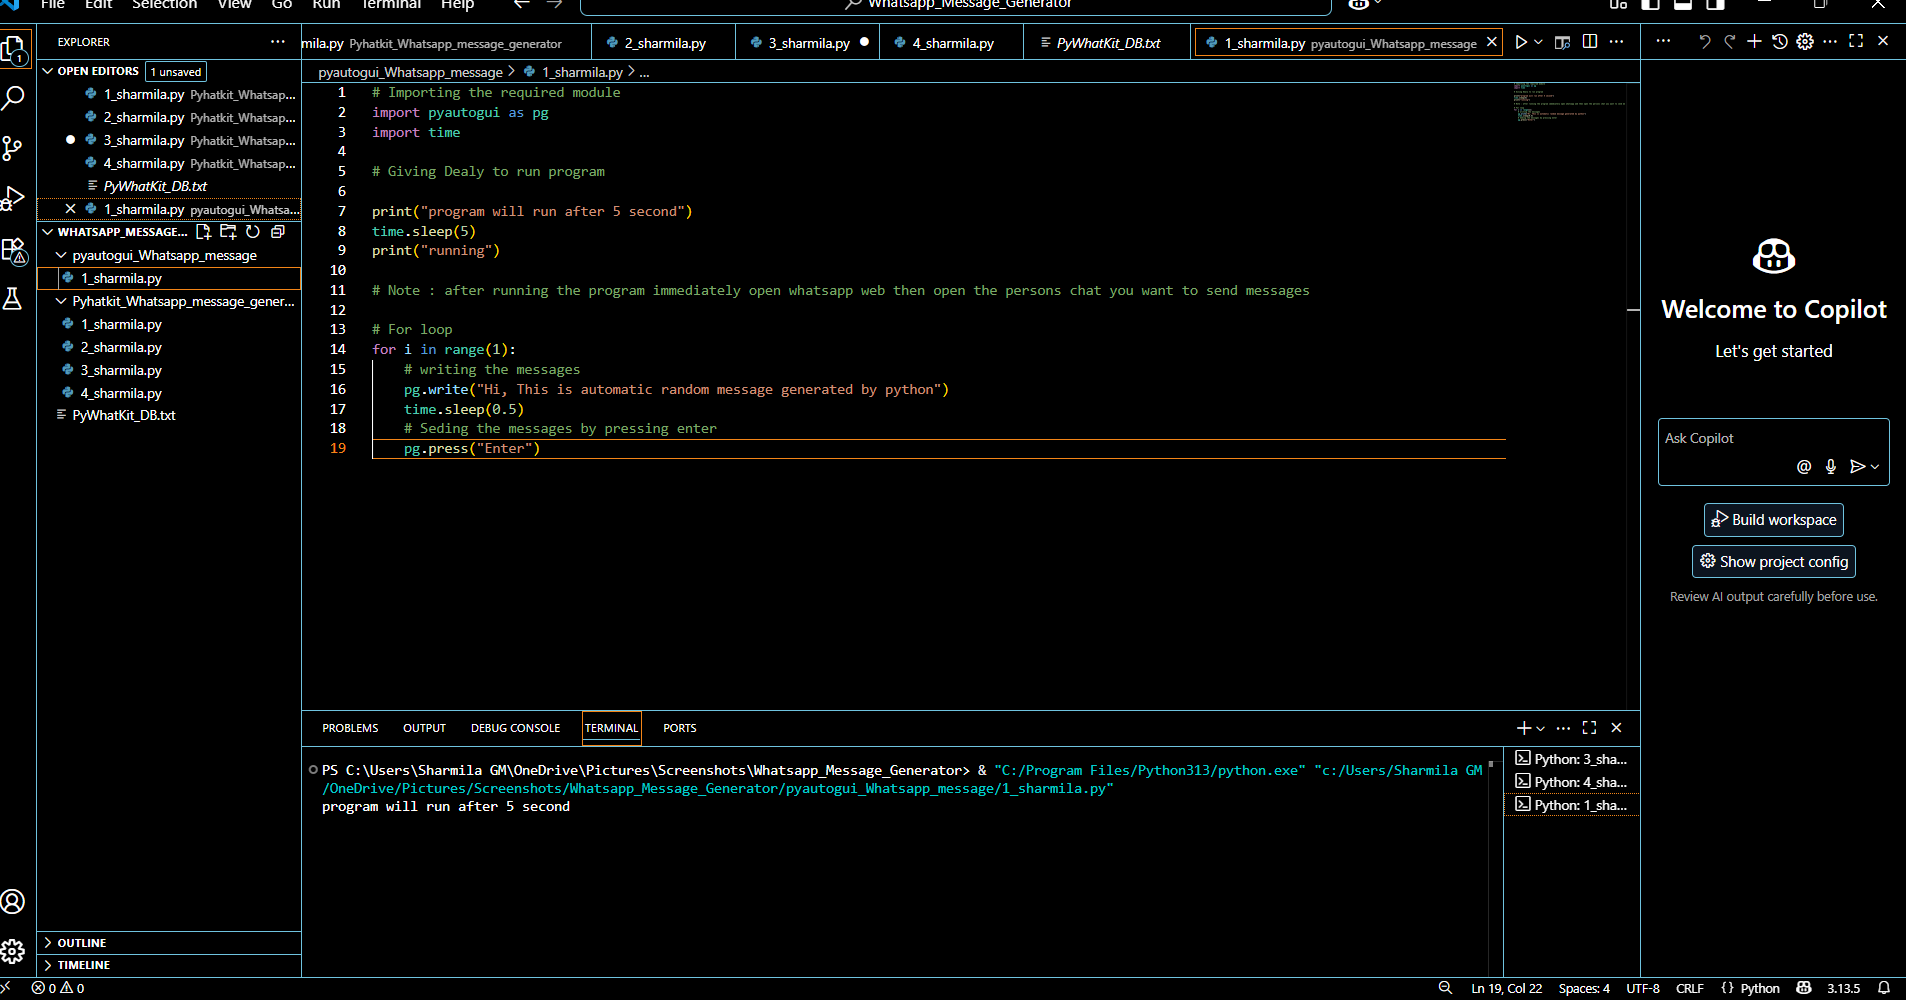 File Edit Selection View Go Run Terminal Help
Whatsapp_Message_Generator
EXPLORER
1
OPEN EDITORS 1 unsaved
1_sharmila.py Pyhatkit_Whatsap...
2_sharmila.py Pyhatkit_Whatsap...
3_sharmila.py Pyhatkit_Whatsap...
4_sharmila.py Pyhatkit_Whatsap...
PyWhatKit_DB.txt
1_sharmila.py pyautogui_Whatsa...
WHATSAPP_MESSAGE...
pyautogui_Whatsapp_message
1_sharmila.py
Pyhatkit_Whatsapp_message_gener...
1_sharmila.py
2_sharmila.py
3_sharmila.py
4_sharmila.py
PyWhatKit_DB.txt
OUTLINE
TIMELINE
mila.py Pyhatkit_Whatsapp_message_generator
2_sharmila.py
3_sharmila.py
4_sharmila.py
PyWhatKit_DB.txt
1_sharmila.py pyautogui_Whatsapp_message
pyautogui_Whatsapp_message > 1_sharmila.py > ...
1 # Importing the required module
2 import pyautogui as pg
3 import time
4
5 # Giving Dealy to run program
6
7 print("program will run after 5 second")
8 time.sleep(5)
9 print("running")
10
11 # Note : after running the program immediately open whatsapp web then open the persons chat you want to send messages
12
13 # For loop
14 for i in range(1):
15 # writing the messages
16 pg.write("Hi, This is automatic random message generated by python")
17 time.sleep(0.5)
18 # Seding the messages by pressing enter
19 pg.press("Enter")
PROBLEMS OUTPUT DEBUG CONSOLE TERMINAL PORTS
PS C:\Users\Sharmila GM\OneDrive\Pictures\Screenshots\Whatsapp_Message_Generator> & "C:/Program Files/Python313/python.exe" "c:/Users/Sharmila GM
/OneDrive/Pictures/Screenshots/Whatsapp_Message_Generator/pyautogui_Whatsapp_message/1_sharmila.py"
program will run after 5 second
Python: 3_sha...
Python: 4_sha...
Python: 1_sha...
Welcome to Copilot
Let's get started
Ask Copilot
@
Build workspace
Show project config
Review AI output carefully before use.
0 0
Ln 19, Col 22 Spaces: 4 UTF-8 CRLF {} Python 3.13.5